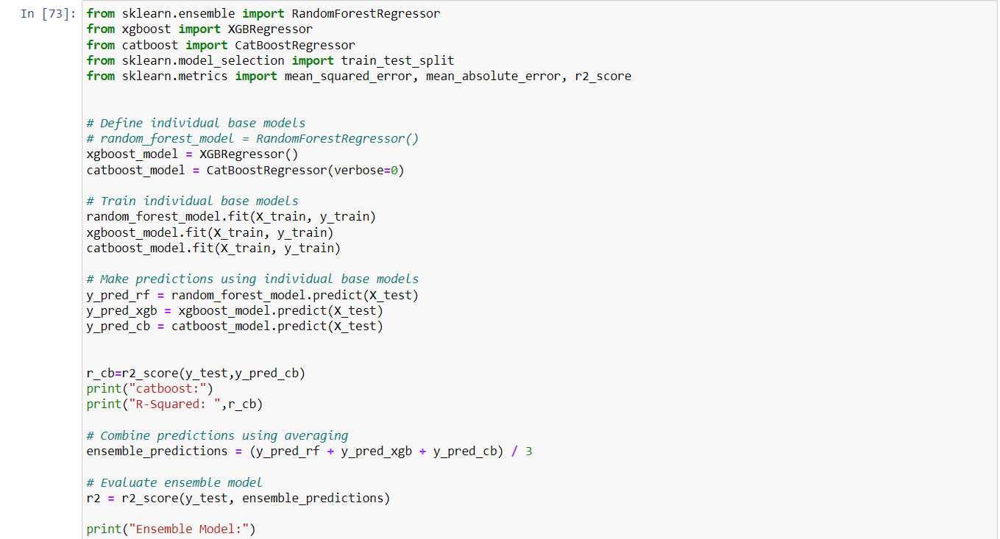 In [73]: from sklearn.ensemble import RandomForestRegressor
from xgboost import XGBRegressor
from catboost import CatBoostRegressor
from sklearn.model_selection import train_test_split
from sklearn.metrics import mean_squared_error, mean_absolute_error, r2_score
# Define individual base models
# random_forest_model = RandomForestRegressor()
xgboost_model = XGBRegressor()
catboost_model = CatBoostRegressor(verbose=0)
# Train individual base models
random_forest_model.fit(X_train, y_train)
xgboost_model.fit(X_train, y_train)
catboost_model.fit(X_train, y_train)
# Make predictions using individual base models
y_pred_rf = random_forest_model.predict(X_test)
y_pred_xgb = xgboost_model.predict(X_test)
y_pred_cb = catboost_model.predict(X_test)
r_cb=r2_score(y_test,y_pred_cb)
print("catboost:")
print("R-Squared: ",r_cb)
# Combine predictions using averaging
ensemble_predictions = (y_pred_rf + y_pred_xgb + y_pred_cb) / 3
# Evaluate ensemble model
r2 = r2_score(y_test, ensemble_predictions)
print("Ensemble Model:")